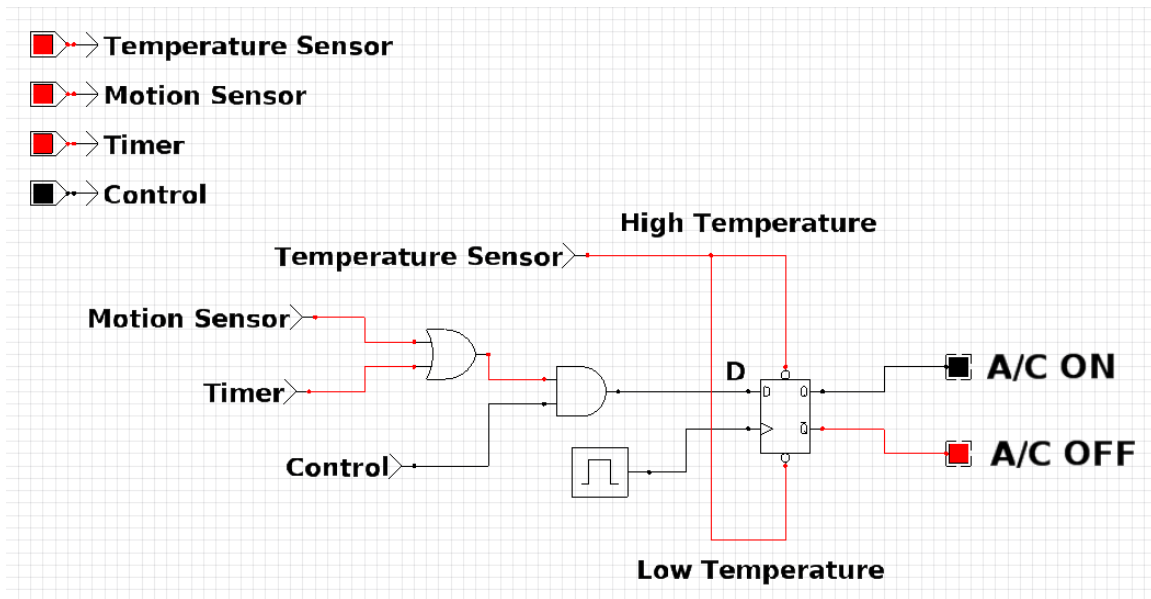 Temperature Sensor
Motion Sensor
Timer
Control
High Temperature
Temperature Sensor
Motion Sensor
Timer
Control
D
D
Q
Q̅
A/C ON
A/C OFF
Low Temperature